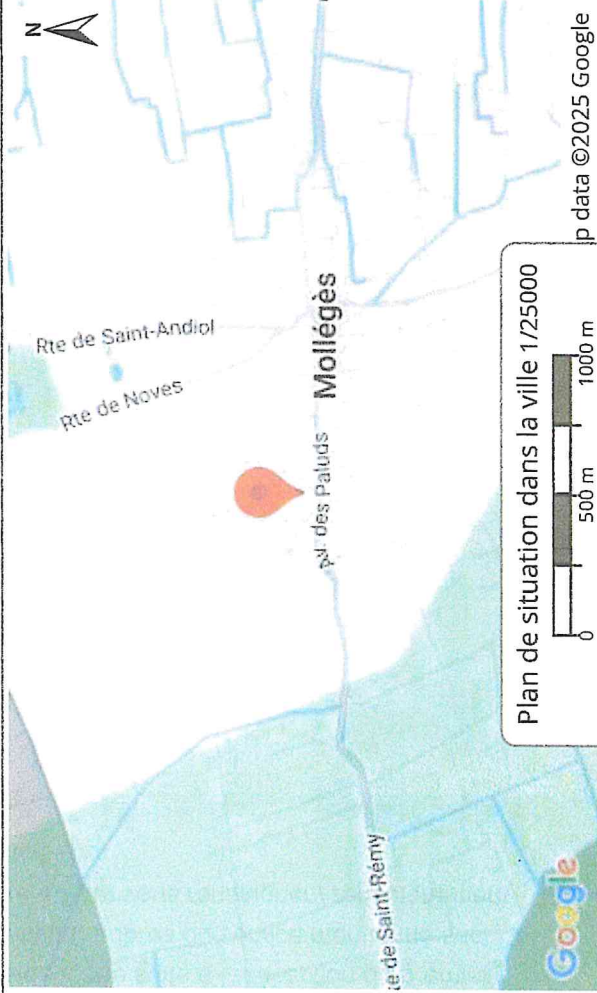 N
Rte de Saint-Andiol
Rte de Noves
Mollégès
Av. des Paluds
te de Saint-Rémy
Plan de situation dans la ville 1/25000
0 500 m 1000 m
Google
p data ©2025 Google